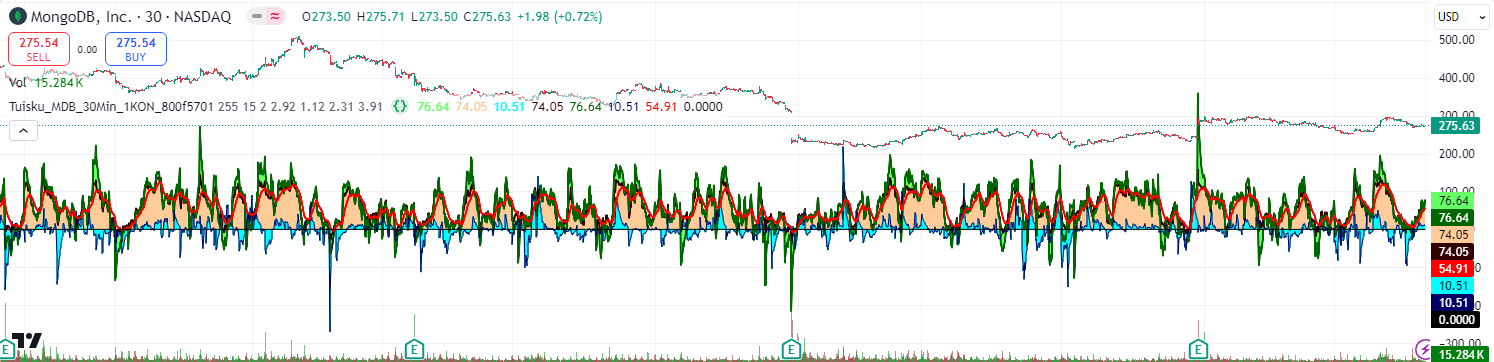 MongoDB, Inc. · 30 · NASDAQ O273.50 H275.71 L273.50 C275.63 +1.98 (+0.72%)
USD
275.54 SELL
0.00
275.54 BUY
Vol 15.284K
Tuisku_MDB_30Min_1KON_800f5701 255 15 2 2.92 1.12 2.31 3.91 {} 76.64 74.05 10.51 74.05 76.64 10.51 54.91 0.0000
500.00
400.00
300.00
275.63
200.00
100.00
76.64
76.64
74.05
74.05
54.91
10.51
10.51
0.0000
−300.00
15.284K
E
E
E
E